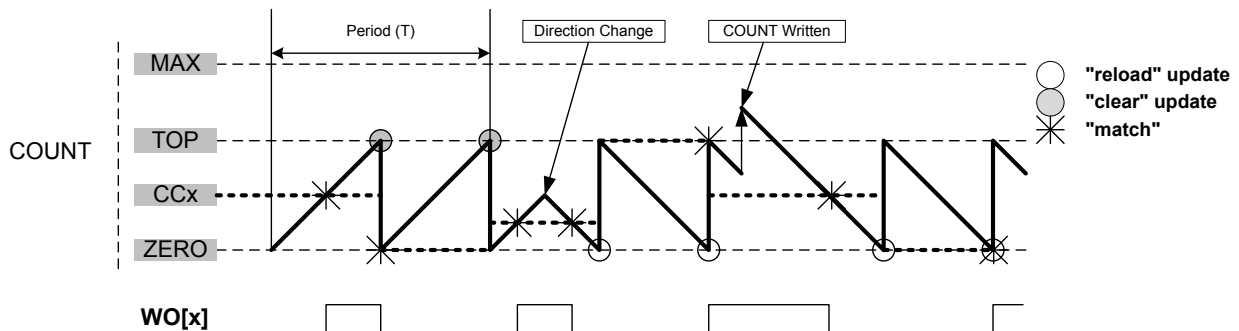 Period (T)
Direction Change
COUNT Written
MAX
"reload" update
"clear" update
TOP
"match"
COUNT
CCx
ZERO
WO[x]